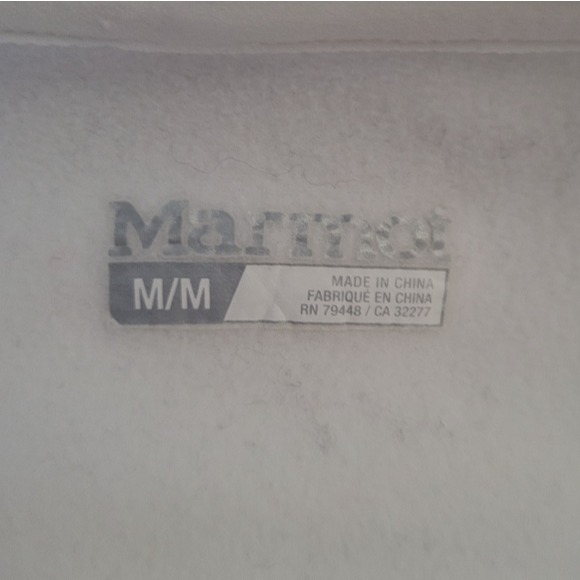 Marmot
M/M
MADE IN CHINA
FABRIQUÉ EN CHINA
RN 79448 / CA 32277